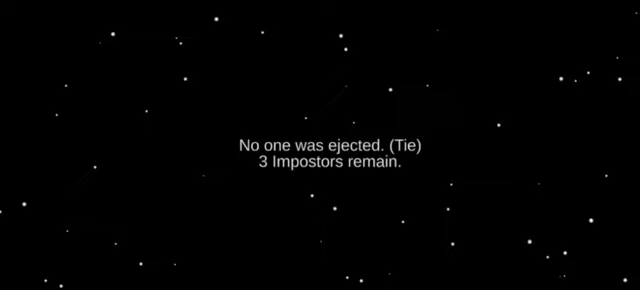 No one was ejected. (Tie)
3 Impostors remain.